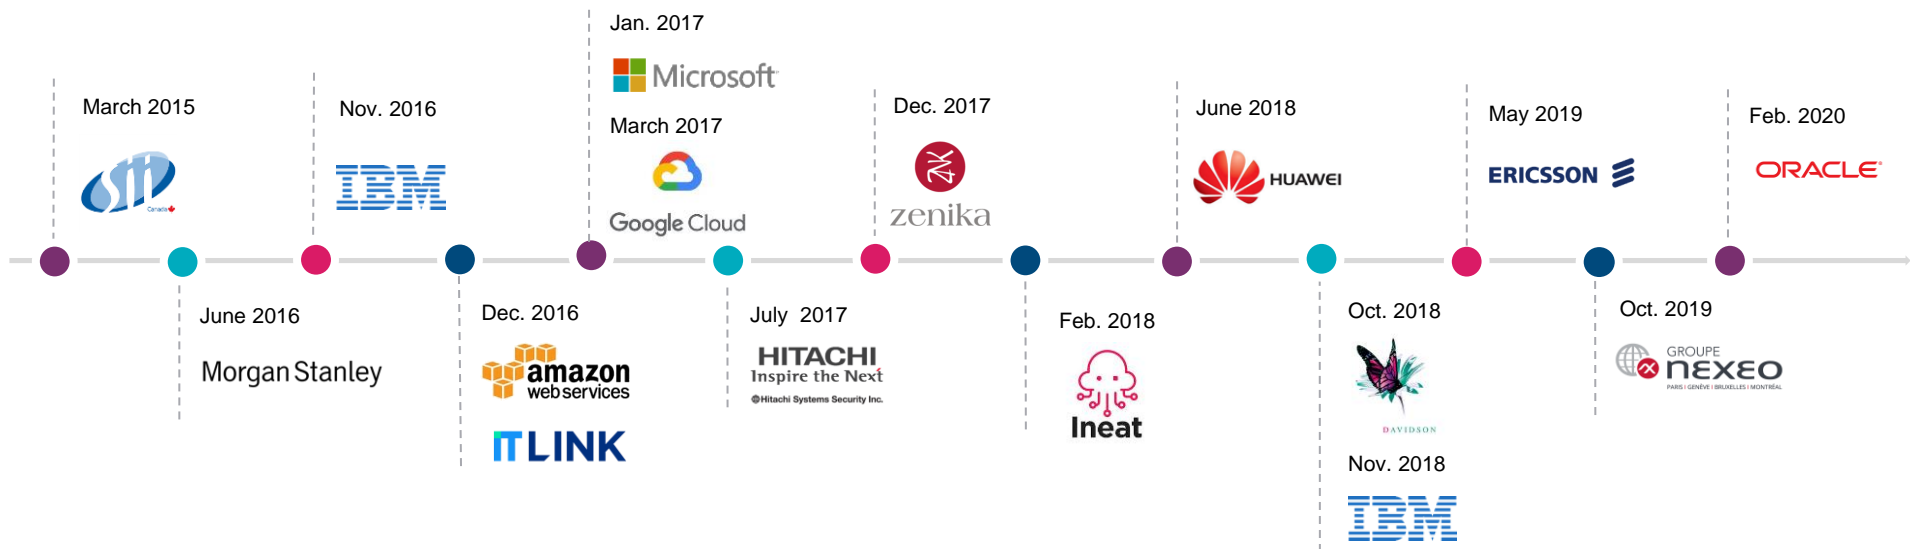 March 2015
Sii
Canada
June 2016
Morgan Stanley
Nov. 2016
IBM
Dec. 2016
amazon
web services
IT LINK
Jan. 2017
Microsoft
March 2017
Google Cloud
July 2017
HITACHI
Inspire the Next
@Hitachi Systems Security Inc.
Dec. 2017
zenika
Feb. 2018
Ineat
June 2018
HUAWEI
Oct. 2018
DAVIDSON
Nov. 2018
IBM
May 2019
ERICSSON
Oct. 2019
GROUPE
nexeo
PARIS I GENÈVE I BRUXELLES I MONTRÉAL
Feb. 2020
ORACLE